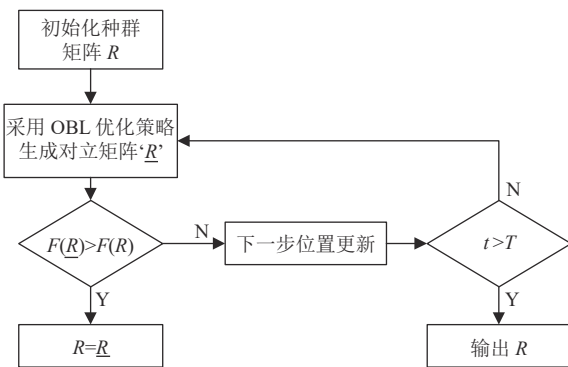 初始化种群
矩阵 R
采用 OBL 优化策略
生成对立矩阵‘R’
F(R)>F(R)
N
下一步位置更新
t>T
N
Y
Y
R=R
输出 R